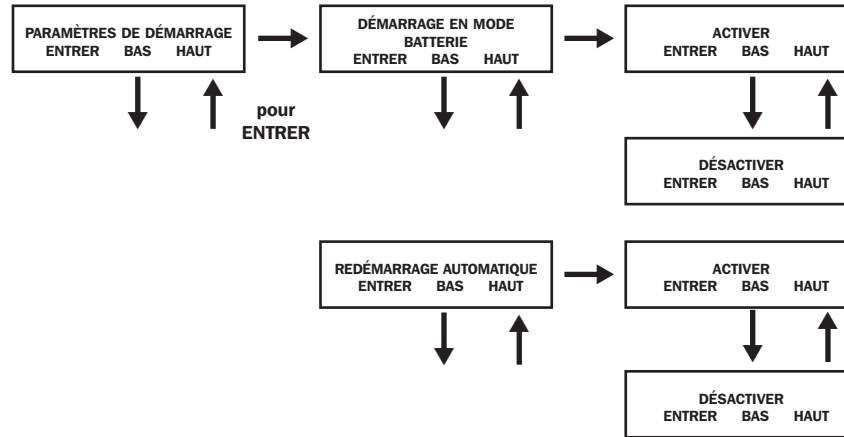 PARAMÈTRES DE DÉMARRAGE
ENTRER BAS HAUT
DÉMARRAGE EN MODE
BATTERIE
ENTRER BAS HAUT
ACTIVER
ENTRER BAS HAUT
pour
ENTRER
DÉSACTIVER
ENTRER BAS HAUT
REDÉMARRAGE AUTOMATIQUE
ENTRER BAS HAUT
ACTIVER
ENTRER BAS HAUT
DÉSACTIVER
ENTRER BAS HAUT